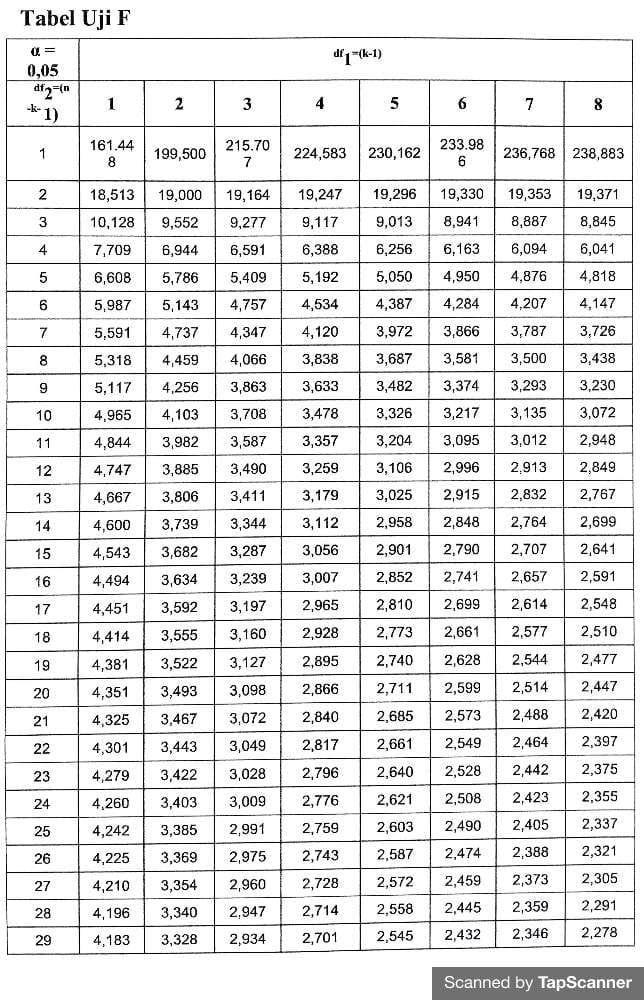 Tabel Uji F
α = 0,05 df1=(k-1)
df2=(n -k- 1) 1 2 3 4 5 6 7 8
1 161.448 199,500 215.707 224,583 230,162 233.986 236,768 238,883
2 18,513 19,000 19,164 19,247 19,296 19,330 19,353 19,371
3 10,128 9,552 9,277 9,117 9,013 8,941 8,887 8,845
4 7,709 6,944 6,591 6,388 6,256 6,163 6,094 6,041
5 6,608 5,786 5,409 5,192 5,050 4,950 4,876 4,818
6 5,987 5,143 4,757 4,534 4,387 4,284 4,207 4,147
7 5,591 4,737 4,347 4,120 3,972 3,866 3,787 3,726
8 5,318 4,459 4,066 3,838 3,687 3,581 3,500 3,438
9 5,117 4,256 3,863 3,633 3,482 3,374 3,293 3,230
10 4,965 4,103 3,708 3,478 3,326 3,217 3,135 3,072
11 4,844 3,982 3,587 3,357 3,204 3,095 3,012 2,948
12 4,747 3,885 3,490 3,259 3,106 2,996 2,913 2,849
13 4,667 3,806 3,411 3,179 3,025 2,915 2,832 2,767
14 4,600 3,739 3,344 3,112 2,958 2,848 2,764 2,699
15 4,543 3,682 3,287 3,056 2,901 2,790 2,707 2,641
16 4,494 3,634 3,239 3,007 2,852 2,741 2,657 2,591
17 4,451 3,592 3,197 2,965 2,810 2,699 2,614 2,548
18 4,414 3,555 3,160 2,928 2,773 2,661 2,577 2,510
19 4,381 3,522 3,127 2,895 2,740 2,628 2,544 2,477
20 4,351 3,493 3,098 2,866 2,711 2,599 2,514 2,447
21 4,325 3,467 3,072 2,840 2,685 2,573 2,488 2,420
22 4,301 3,443 3,049 2,817 2,661 2,549 2,464 2,397
23 4,279 3,422 3,028 2,796 2,640 2,528 2,442 2,375
24 4,260 3,403 3,009 2,776 2,621 2,508 2,423 2,355
25 4,242 3,385 2,991 2,759 2,603 2,490 2,405 2,337
26 4,225 3,369 2,975 2,743 2,587 2,474 2,388 2,321
27 4,210 3,354 2,960 2,728 2,572 2,459 2,373 2,305
28 4,196 3,340 2,947 2,714 2,558 2,445 2,359 2,291
29 4,183 3,328 2,934 2,701 2,545 2,432 2,346 2,278
Scanned by TapScanner